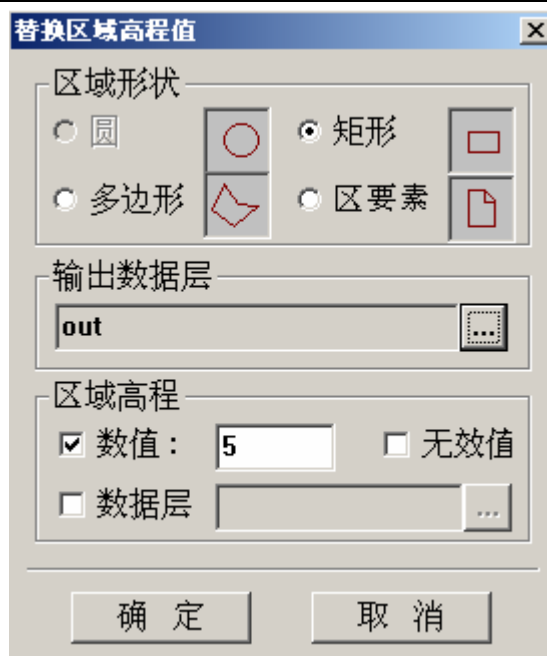 替换区域高程值
区域形状
圆 矩形
多边形 区要素
输出数据层
out ...
区域高程
数值： 5 无效值
数据层 ...
确 定 取 消